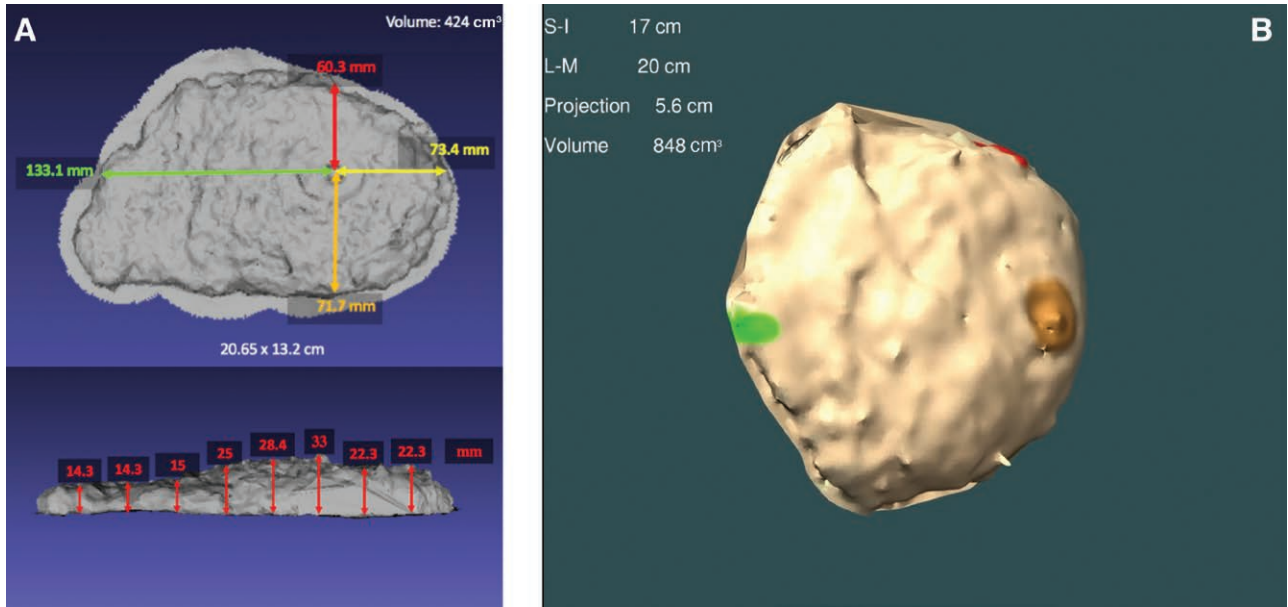 A
Volume: 424 cm³
60.3 mm
73.4 mm
133.1 mm
71.7 mm
20.65 x 13.2 cm
14.3 14.3 15 25 28.4 33 22.3 22.3 mm
B
S-I 17 cm
L-M 20 cm
Projection 5.6 cm
Volume 848 cm³